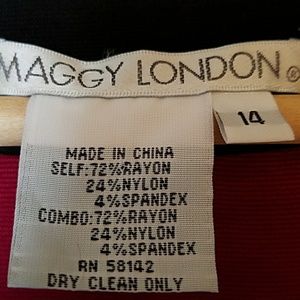 MAGGY LONDON®
14
MADE IN CHINA
SELF:72%RAYON
24%NYLON
4%SPANDEX
COMBO:72%RAYON
24%NYLON
4%SPANDEX
RN 58142
DRY CLEAN ONLY